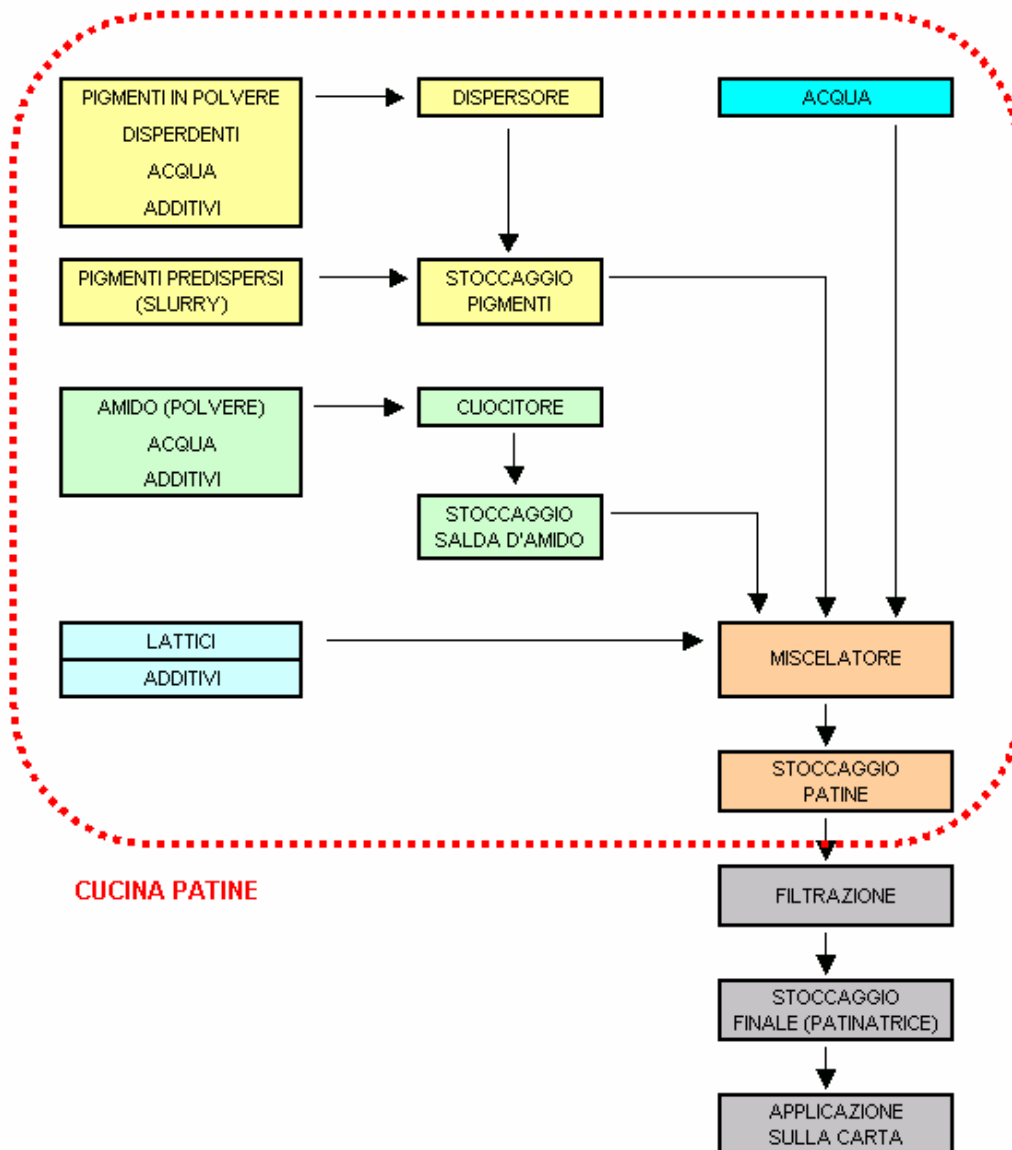 PIGMENTI IN POLVERE
DISPERDENTI
ACQUA
ADDITIVI
DISPERSORE
ACQUA
PIGMENTI PREDISPERSI
(SLURRY)
STOCCAGGIO
PIGMENTI
AMIDO (POLVERE)
ACQUA
ADDITIVI
CUOCITORE
STOCCAGGIO
SALDA D'AMIDO
LATTICI
ADDITIVI
MISCELATORE
STOCCAGGIO
PATINE
CUCINA PATINE
FILTRAZIONE
STOCCAGGIO
FINALE (PATINATRICE)
APPLICAZIONE
SULLA CARTA